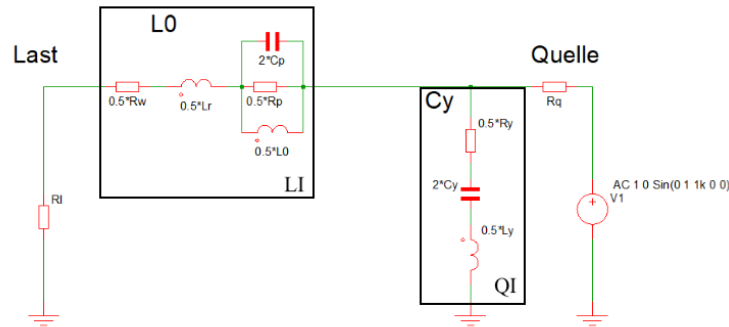 L0
Last
Quelle
2*Cp
0.5*Rw
0.5*Lr
0.5*Rp
0.5*L0
LI
Cy
0.5*Ry
2*Cy
0.5*Ly
QI
Rq
Rl
AC 1 0 Sin(0 1 1k 0 0)
V1